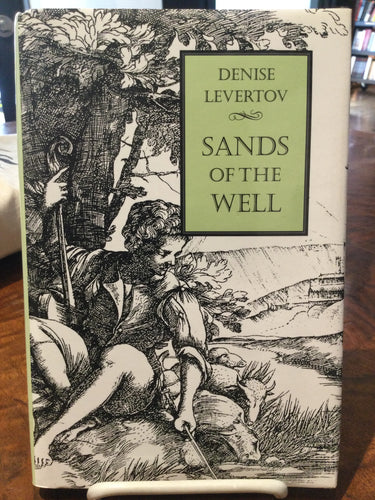 DENISE
LEVERTOV
SANDS
OF THE
WELL